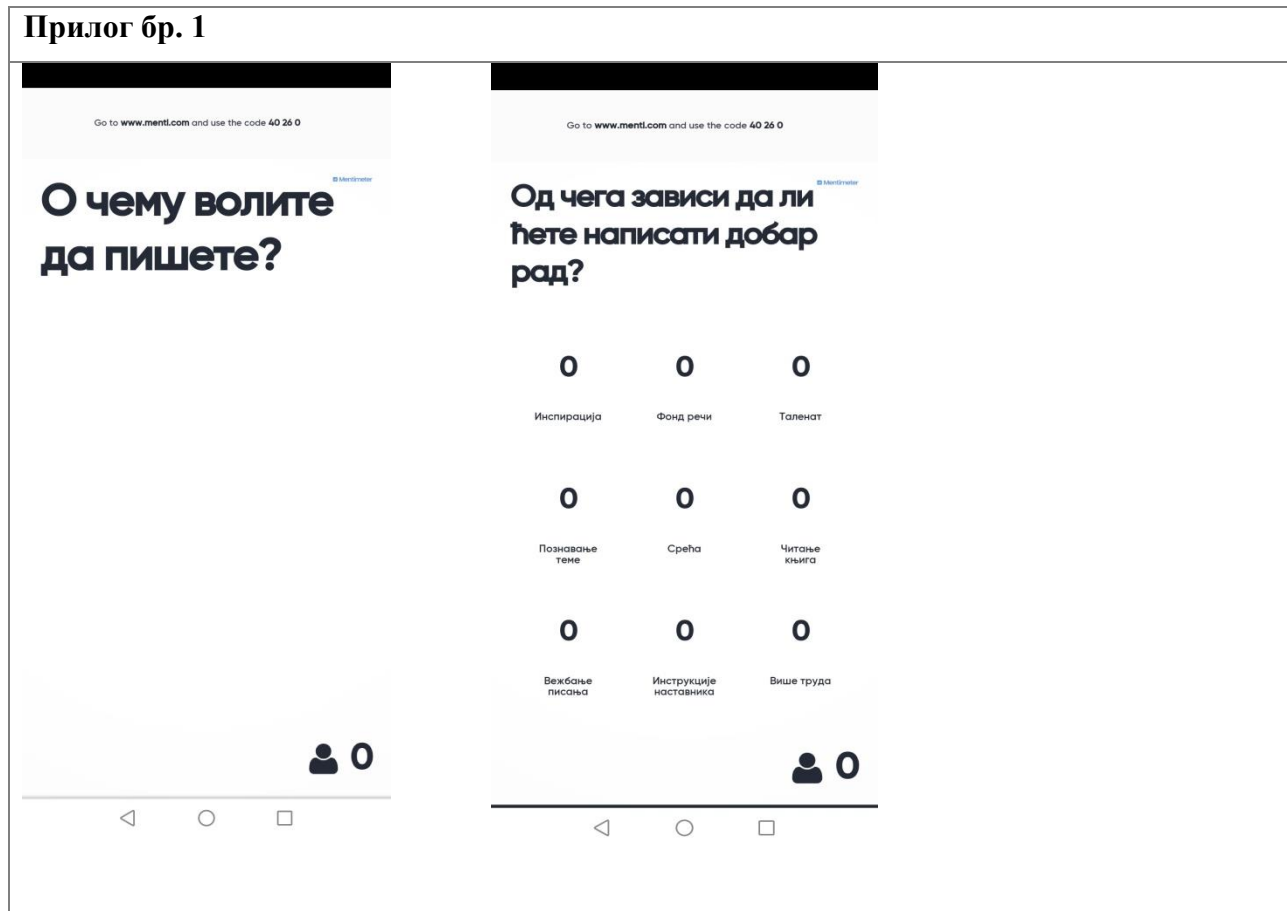 Прилог бр. 1
Go to www.menti.com and use the code 40 26 0
Mentimeter
О чему волите
да пишете?
0
Go to www.menti.com and use the code 40 26 0
Mentimeter
Од чега зависи да ли
ћете написати добар
рад?
0 0 0
Инспирација Фонд речи Таленат
0 0 0
Познавање
теме
Срећа
Читање
књига
0 0 0
Вежбање
писања
Инструкције
наставника
Више труда
0